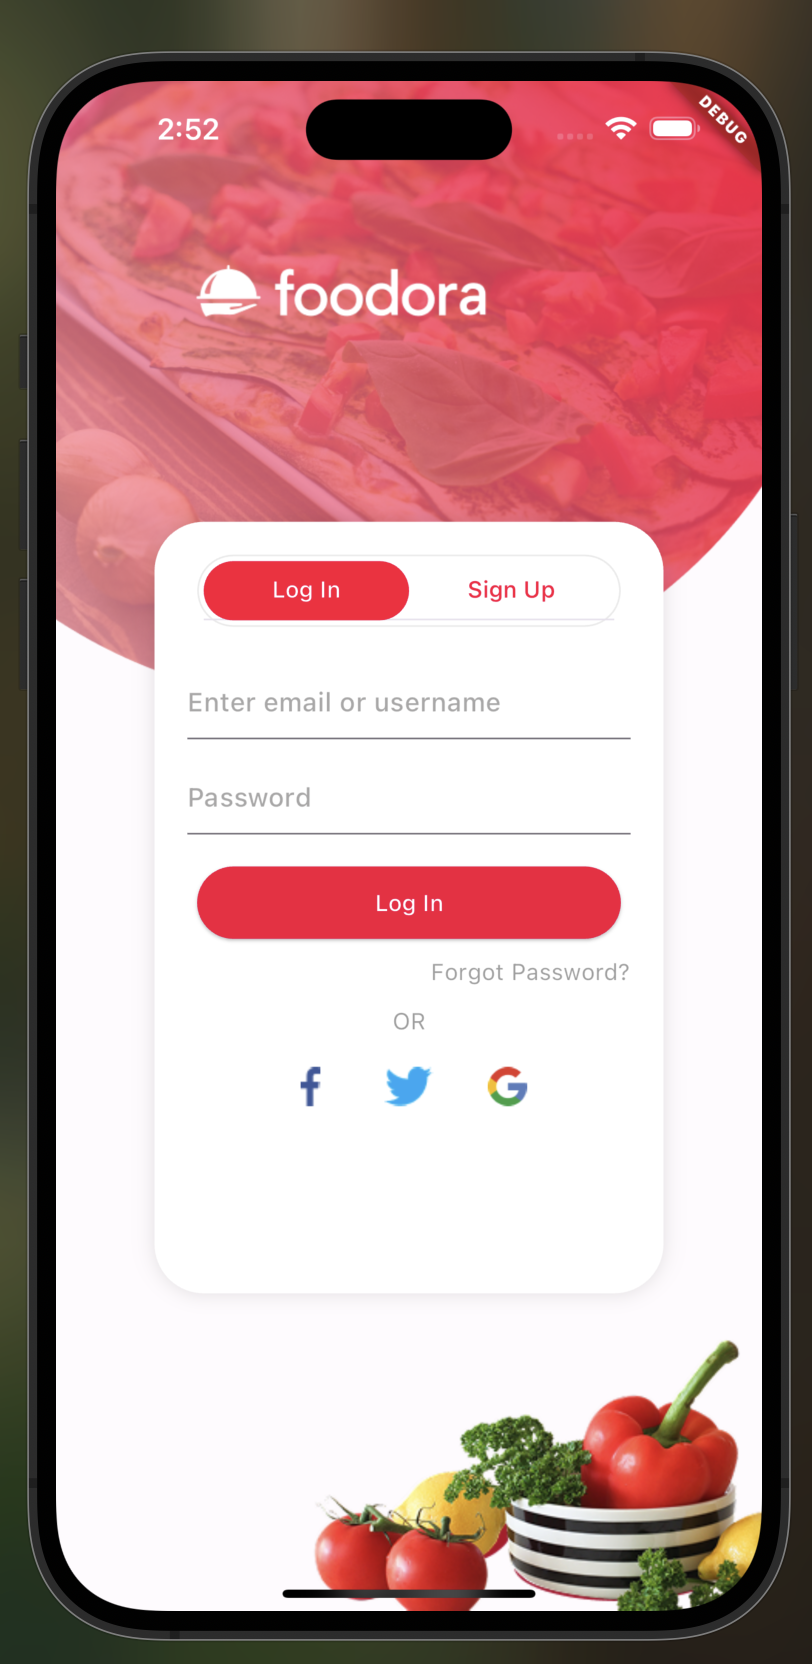 2:52
DEBUG
foodora
Log In
Sign Up
Enter email or username
Password
Log In
Forgot Password?
OR